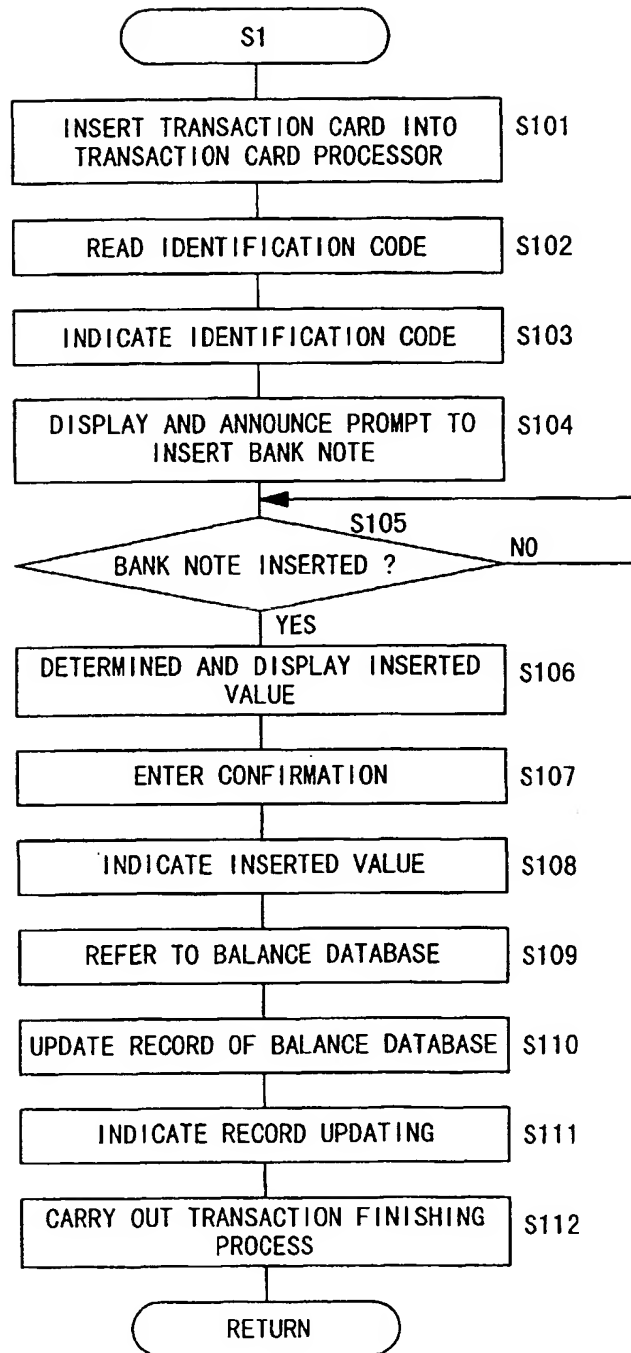 S1
INSERT TRANSACTION CARD INTO
TRANSACTION CARD PROCESSOR
S101
READ IDENTIFICATION CODE
S102
INDICATE IDENTIFICATION CODE
S103
DISPLAY AND ANNOUNCE PROMPT TO
INSERT BANK NOTE
S104
S105
BANK NOTE INSERTED ?
NO
YES
DETERMINED AND DISPLAY INSERTED
VALUE
S106
ENTER CONFIRMATION
S107
INDICATE INSERTED VALUE
S108
REFER TO BALANCE DATABASE
S109
UPDATE RECORD OF BALANCE DATABASE
S110
INDICATE RECORD UPDATING
S111
CARRY OUT TRANSACTION FINISHING
PROCESS
S112
RETURN